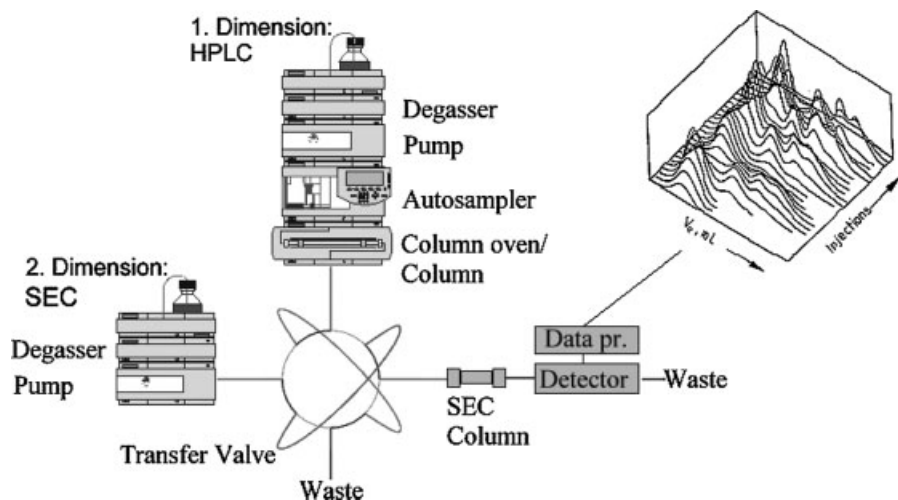 1. Dimension:
HPLC
Degasser
Pump
Autosampler
Column oven/
Column
2. Dimension:
SEC
Degasser
Pump
Transfer Valve
Waste
SEC
Column
Data pr.
Detector
Waste
Injections